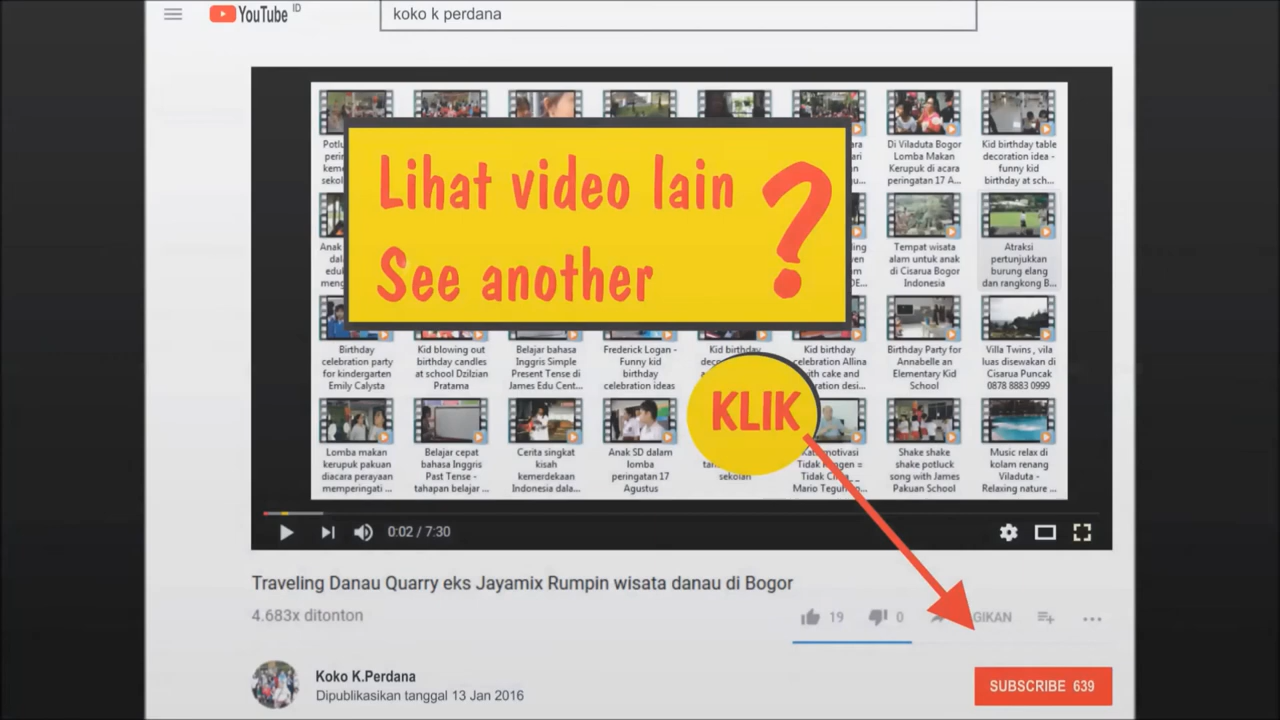 YouTube ID
koko k perdana
Di Viladuta Bogor
Lomba Makan
Kerupuk di acara
peringatan 17 A...
Kid birthday table
decoration idea -
funny kid
birthday at sch...
Lihat video lain
See another
?
Tempat wisata
alam untuk anak
di Cisarua Bogor
Indonesia
Atraksi
pertunjukkan
burung elang
dan rangkong B...
Birthday
celebration party
for kindergarten
Emily Calysta
Kid blowing out
birthday candles
at school Dzilzian
Pratama
Belajar bahasa
Inggris Simple
Present Tense di
James Edu Cent...
Frederick Logan -
Funny kid
birthday
celebration ideas
Kid birthday
Kid birthday
celebration Allina
with cake and
Birthday Party for
Annabelle an
Elementary Kid
School
Villa Twins , vila
luas disewakan di
Cisarua Puncak
0878 8883 0999
KLIK
Lomba makan
kerupuk pakuan
diacara perayaan
memperingati ...
Belajar cepat
bahasa Inggris
Past Tense -
tahapan belajar ...
Cerita singkat
kisah
kemerdekaan
Indonesia dala...
Anak SD dalam
lomba
peringatan 17
Agustus
sekolah
motivasi
Mario Teguh
Shake shake
shake potluck
song with James
Pakuan School
Music relax di
kolam renang
Viladuta -
Relaxing nature ...
0:02 / 7:30
Traveling Danau Quarry eks Jayamix Rumpin wisata danau di Bogor
4.683x ditonton
19
0
GIKAN
Koko K.Perdana
Dipublikasikan tanggal 13 Jan 2016
SUBSCRIBE 639